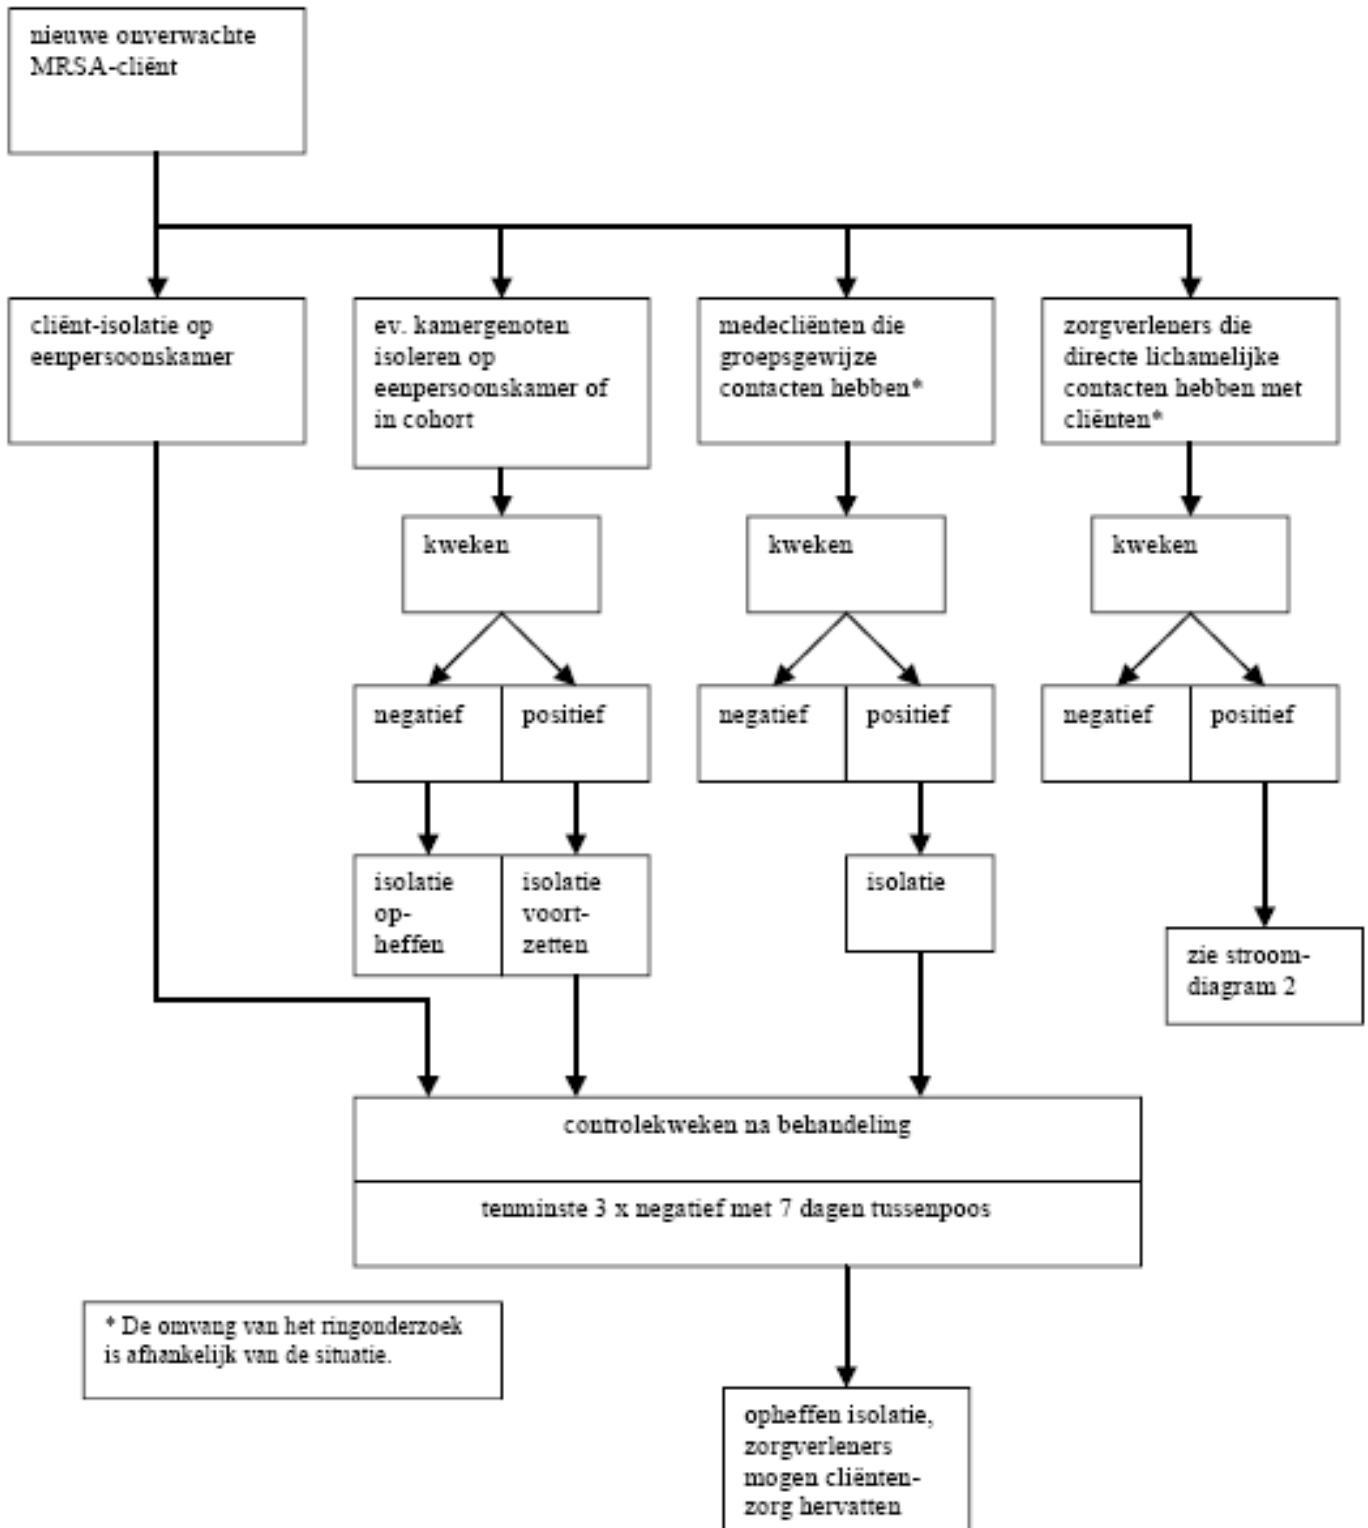 nieuwe onverwachte
MRSA-cliënt
cliënt-isolatie op
eenpersoonskamer
ev. kamergenoten
isoleren op
eenpersoonskamer of
in cohort
medecliënten die
groepsgewijze
contacten hebben*
zorgverleners die
directe lichamelijke
contacten hebben met
cliënten*
kweken
kweken
kweken
negatief
positief
negatief
positief
negatief
positief
isolatie
op-
heffen
isolatie
voort-
zetten
isolatie
zie stroom-
diagram 2
controlekweken na behandeling
tenminste 3 x negatief met 7 dagen tussenpoos
* De omvang van het ringonderzoek
is afhankelijk van de situatie.
opheffen isolatie,
zorgverleners
mogen cliënten-
zorg hervatten